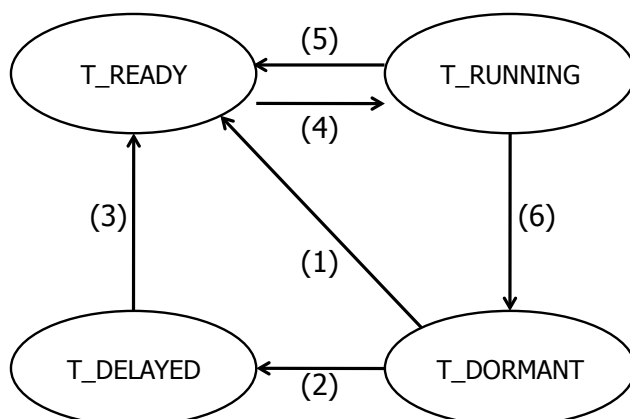 (5)
T_READY
T_RUNNING
(4)
(3)
(6)
(1)
T_DELAYED
T_DORMANT
(2)